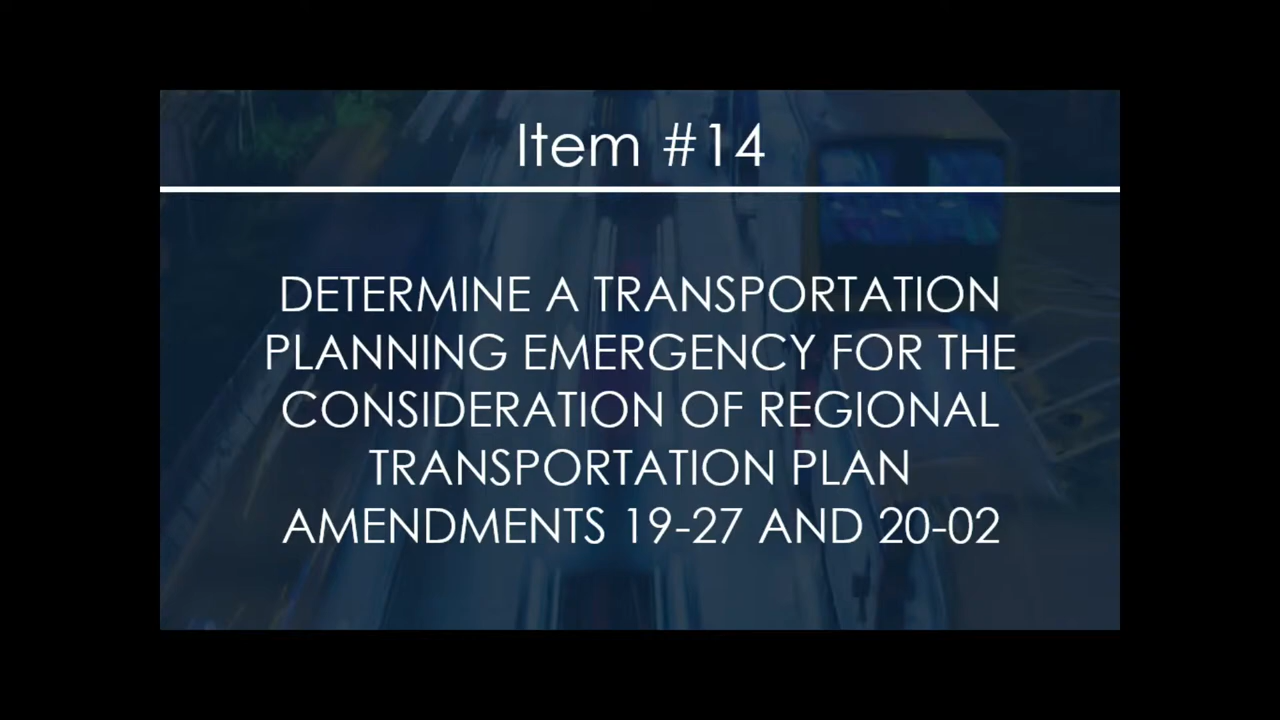 Item #14
DETERMINE A TRANSPORTATION
PLANNING EMERGENCY FOR THE
CONSIDERATION OF REGIONAL
TRANSPORTATION PLAN
AMENDMENTS 19-27 AND 20-02